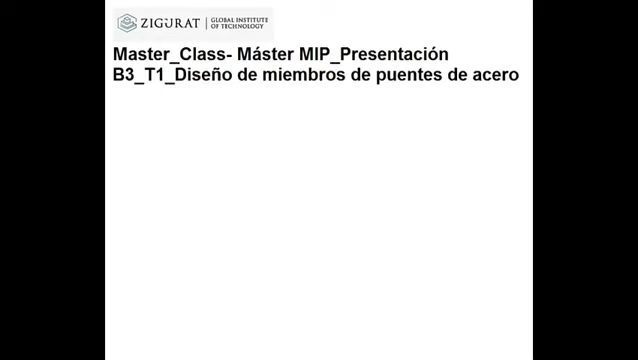 ZIGURAT GLOBAL INSTITUTE
OF TECHNOLOGY
Master_Class- Máster MIP_Presentación
B3_T1_Diseño de miembros de puentes de acero